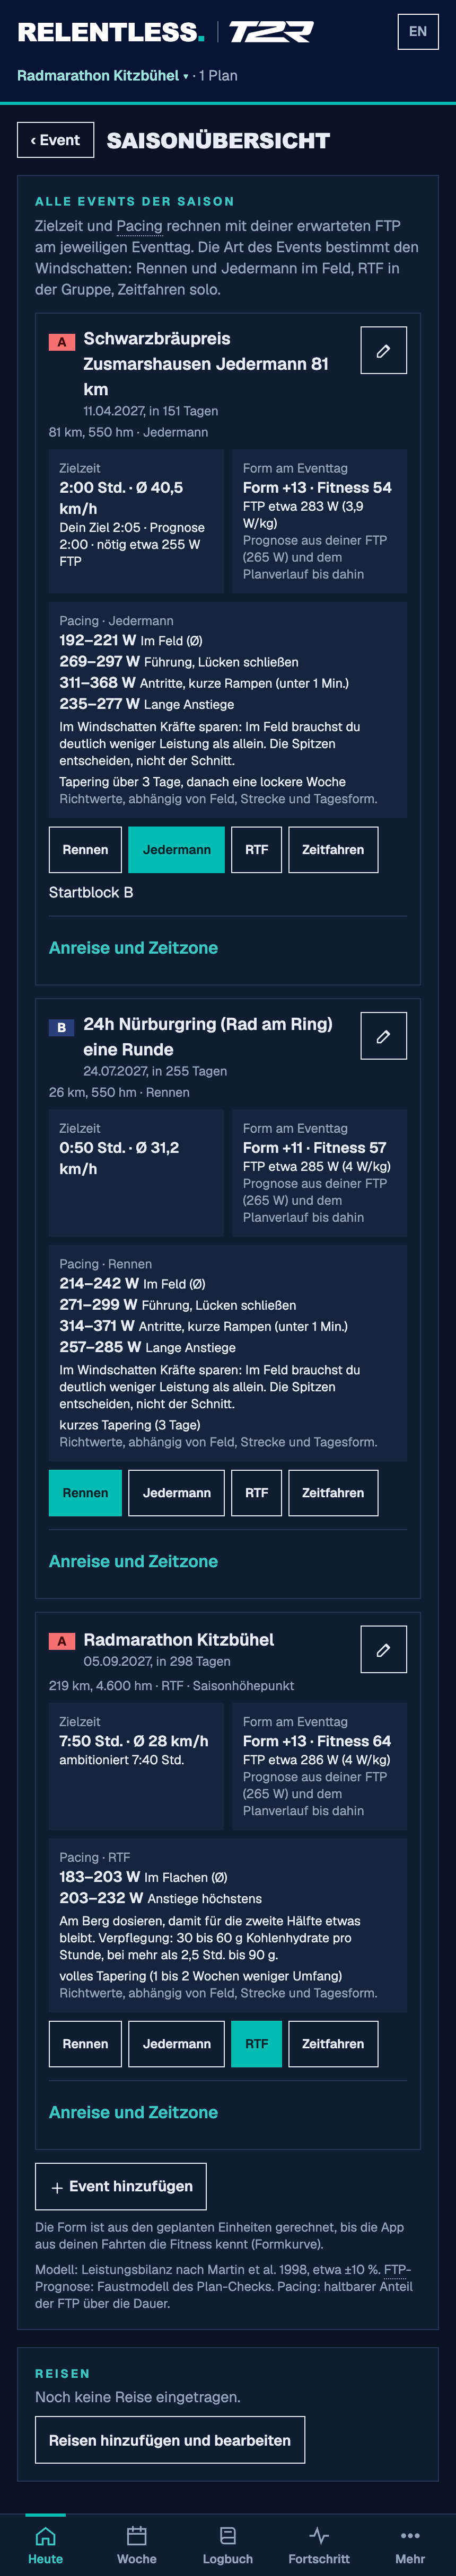 RELENTLESS. T2R EN
Radmarathon Kitzbühel ▾ · 1 Plan
‹ Event SAISONÜBERSICHT
ALLE EVENTS DER SAISON
Zielzeit und Pacing rechnen mit deiner erwarteten FTP
am jeweiligen Eventtag. Die Art des Events bestimmt den
Windschatten: Rennen und Jedermann im Feld, RTF in
der Gruppe, Zeitfahren solo.
A Schwarzbräupreis
Zusmarshausen Jedermann 81
km
11.04.2027, in 151 Tagen
81 km, 550 hm · Jedermann
Zielzeit
2:00 Std. · Ø 40,5
km/h
Dein Ziel 2:05 · Prognose
2:00 · nötig etwa 255 W
FTP
Form am Eventtag
Form +13 · Fitness 54
FTP etwa 283 W (3,9
W/kg)
Prognose aus deiner FTP
(265 W) und dem
Planverlauf bis dahin
Pacing · Jedermann
192–221 W Im Feld (Ø)
269–297 W Führung, Lücken schließen
311–368 W Antritte, kurze Rampen (unter 1 Min.)
235–277 W Lange Anstiege
Im Windschatten Kräfte sparen: Im Feld brauchst du
deutlich weniger Leistung als allein. Die Spitzen
entscheiden, nicht der Schnitt.
Tapering über 3 Tage, danach eine lockere Woche
Richtwerte, abhängig von Feld, Strecke und Tagesform.
Rennen Jedermann RTF Zeitfahren
Startblock B
Anreise und Zeitzone
B 24h Nürburgring (Rad am Ring)
eine Runde
24.07.2027, in 255 Tagen
26 km, 550 hm · Rennen
Zielzeit
0:50 Std. · Ø 31,2
km/h
Form am Eventtag
Form +11 · Fitness 57
FTP etwa 285 W (4 W/kg)
Prognose aus deiner FTP
(265 W) und dem
Planverlauf bis dahin
Pacing · Rennen
214–242 W Im Feld (Ø)
271–299 W Führung, Lücken schließen
314–371 W Antritte, kurze Rampen (unter 1 Min.)
257–285 W Lange Anstiege
Im Windschatten Kräfte sparen: Im Feld brauchst du
deutlich weniger Leistung als allein. Die Spitzen
entscheiden, nicht der Schnitt.
kurzes Tapering (3 Tage)
Richtwerte, abhängig von Feld, Strecke und Tagesform.
Rennen Jedermann RTF Zeitfahren
Anreise und Zeitzone
A Radmarathon Kitzbühel
05.09.2027, in 298 Tagen
219 km, 4.600 hm · RTF · Saisonhöhepunkt
Zielzeit
7:50 Std. · Ø 28 km/h
ambitioniert 7:40 Std.
Form am Eventtag
Form +13 · Fitness 64
FTP etwa 286 W (4 W/kg)
Prognose aus deiner FTP
(265 W) und dem
Planverlauf bis dahin
Pacing · RTF
183–203 W Im Flachen (Ø)
203–232 W Anstiege höchstens
Am Berg dosieren, damit für die zweite Hälfte etwas
bleibt. Verpflegung: 30 bis 60 g Kohlenhydrate pro
Stunde, bei mehr als 2,5 Std. bis 90 g.
volles Tapering (1 bis 2 Wochen weniger Umfang)
Richtwerte, abhängig von Feld, Strecke und Tagesform.
Rennen Jedermann RTF Zeitfahren
Anreise und Zeitzone
+ Event hinzufügen
Die Form ist aus den geplanten Einheiten gerechnet, bis die App
aus deinen Fahrten die Fitness kennt (Formkurve).
Modell: Leistungsbilanz nach Martin et al. 1998, etwa ±10 %. FTP-
Prognose: Faustmodell des Plan-Checks. Pacing: haltbarer Anteil
der FTP über die Dauer.
REISEN
Noch keine Reise eingetragen.
Reisen hinzufügen und bearbeiten
Heute Woche Logbuch Fortschritt Mehr